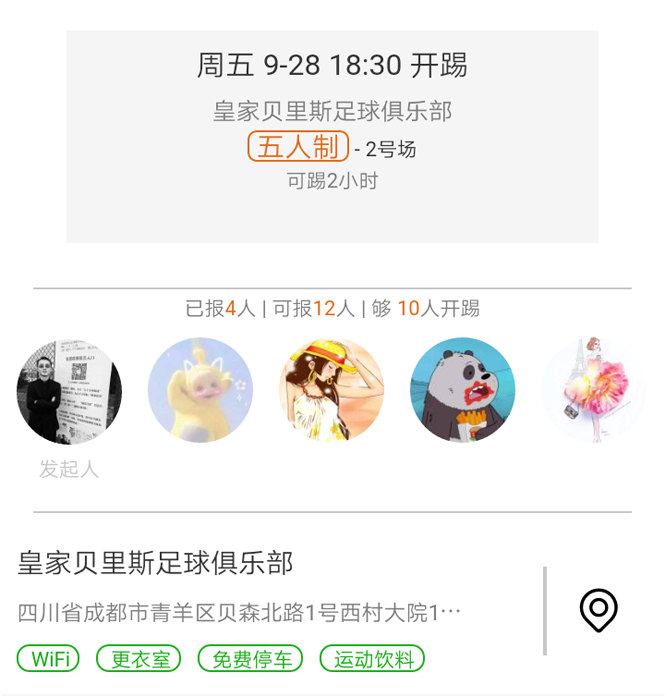 周五 9-28 18:30 开踢
皇家贝里斯足球俱乐部
五人制 - 2号场
可踢2小时
已报4人 | 可报12人 | 够 10人开踢
发起人
皇家贝里斯足球俱乐部
四川省成都市青羊区贝森北路1号西村大院1…
WiFi 更衣室 免费停车 运动饮料